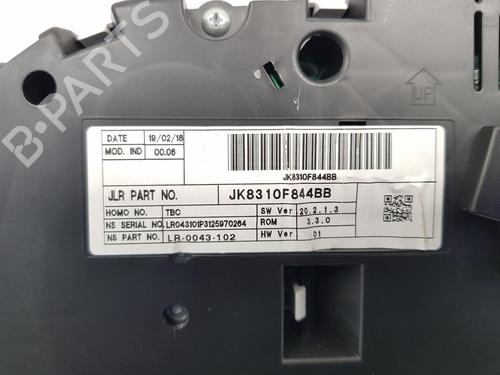 B-PARTS
UP
DATE 19/02/18
MOD. IND 00.06
JK8310F844BB
JLR PART NO. JK8310F844BB
HOMO NO. TBC SW Ver 20.2.1.3
NS SERIAL NO. LR043101P3125970264 ROM 3.3.0
NS PART NO. LR-0043-102 HW Ver 01